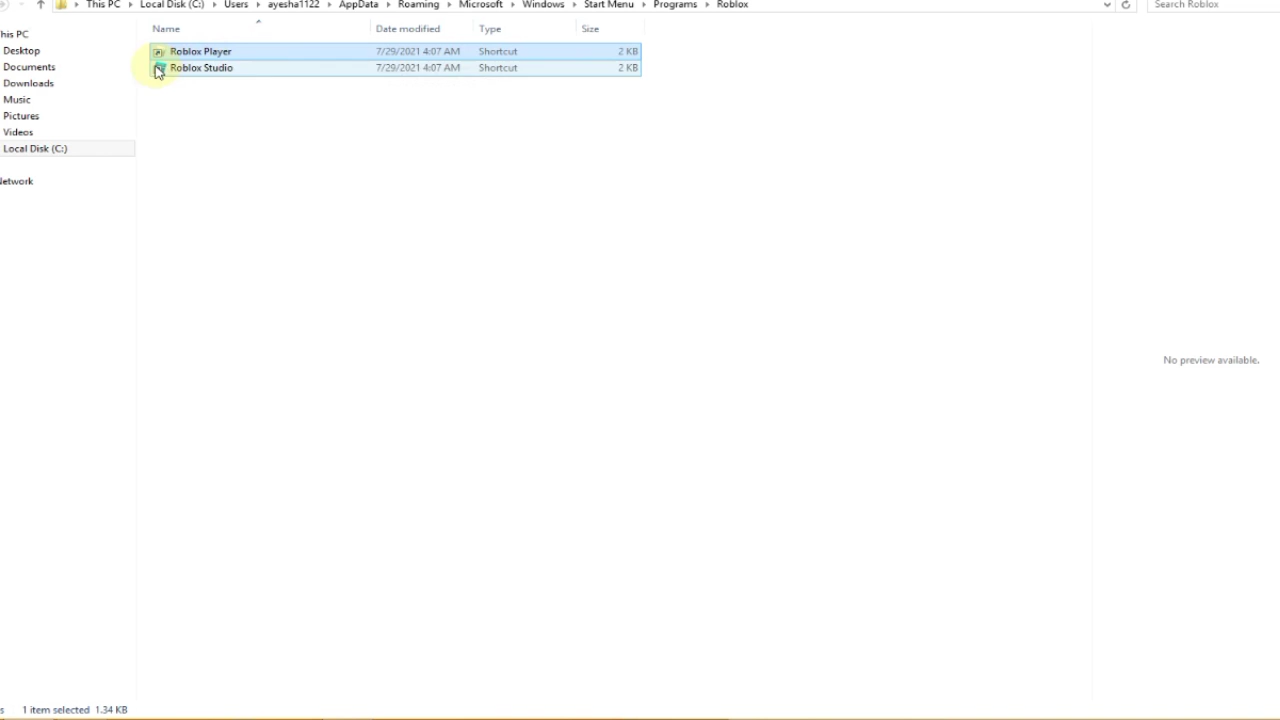 This PC › Local Disk (C:) › Users › ayesha1122 › AppData › Roaming › Microsoft › Windows › Start Menu › Programs › Roblox
Search Roblox
Name Date modified Type Size
his PC
Desktop
Documents
Downloads
Music
Pictures
Videos
Local Disk (C:)
Network
Roblox Player 7/29/2021 4:07 AM Shortcut 2 KB
Roblox Studio 7/29/2021 4:07 AM Shortcut 2 KB
No preview available.
s 1 item selected 1.34 KB